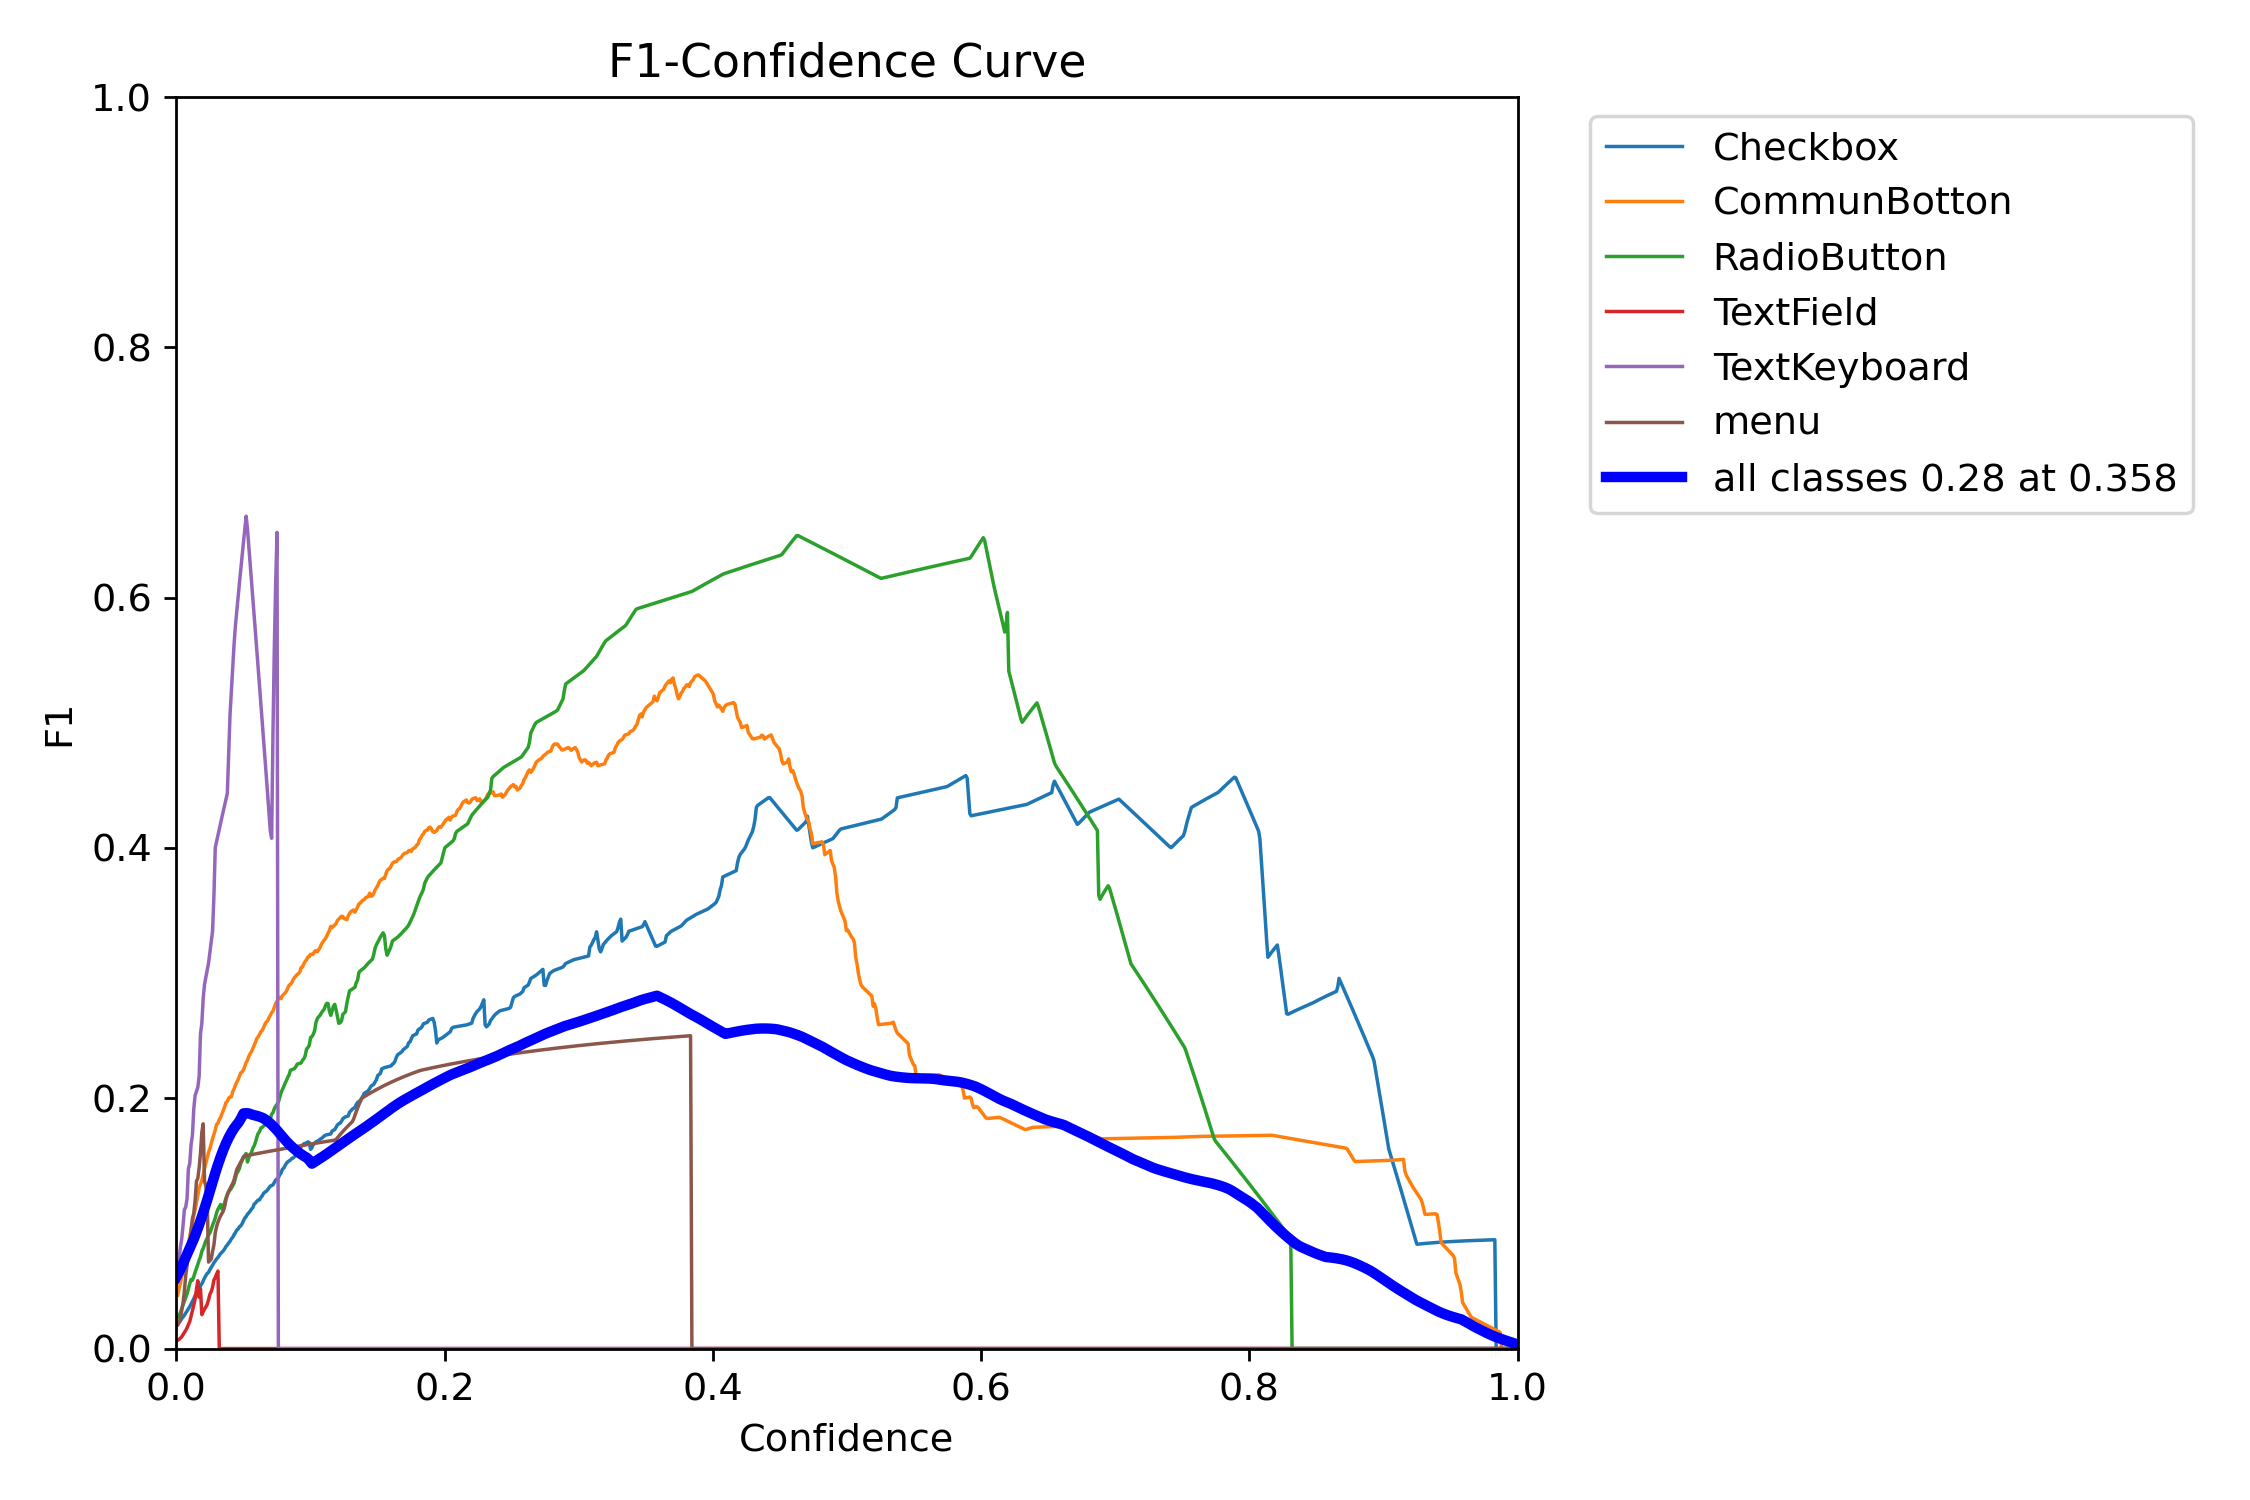 F1-Confidence Curve
1.0
0.8
0.6
0.4
0.2
0.0
F1
0.0 0.2 0.4 0.6 0.8 1.0
Confidence
Checkbox
CommunBotton
RadioButton
TextField
TextKeyboard
menu
all classes 0.28 at 0.358